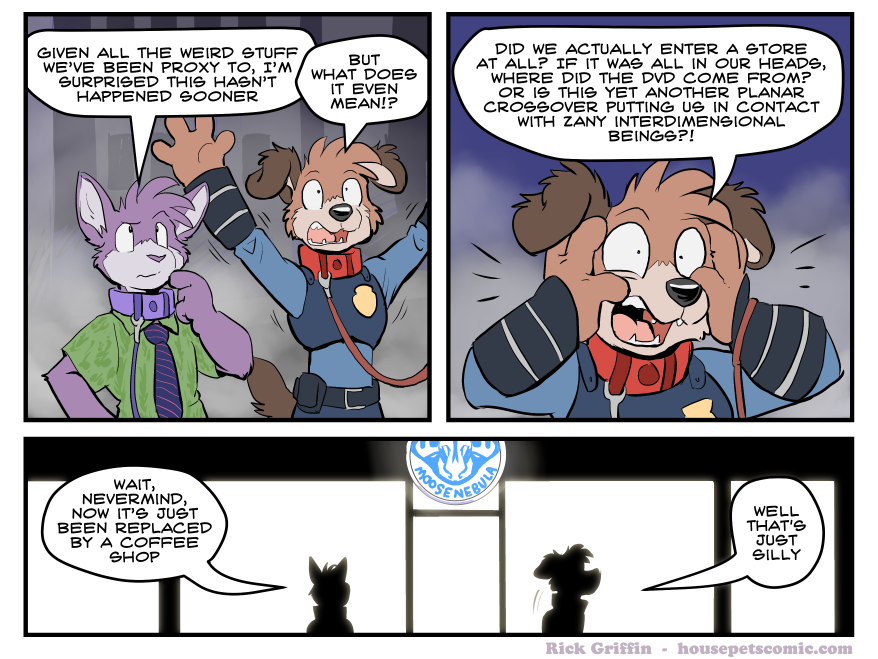 GIVEN ALL THE WEIRD STUFF
WE'VE BEEN PROXY TO, I'M
SURPRISED THIS HASN'T
HAPPENED SOONER
BUT
WHAT DOES
IT EVEN
MEAN!?
DID WE ACTUALLY ENTER A STORE
AT ALL? IF IT WAS ALL IN OUR HEADS,
WHERE DID THE DVD COME FROM?
OR IS THIS YET ANOTHER PLANAR
CROSSOVER PUTTING US IN CONTACT
WITH ZANY INTERDIMENSIONAL
BEINGS?!
WAIT,
NEVERMIND,
NOW IT'S JUST
BEEN REPLACED
BY A COFFEE
SHOP
MOOSE NEBULA
WELL
THAT'S
JUST
SILLY
Rick Griffin - housepetscomic.com